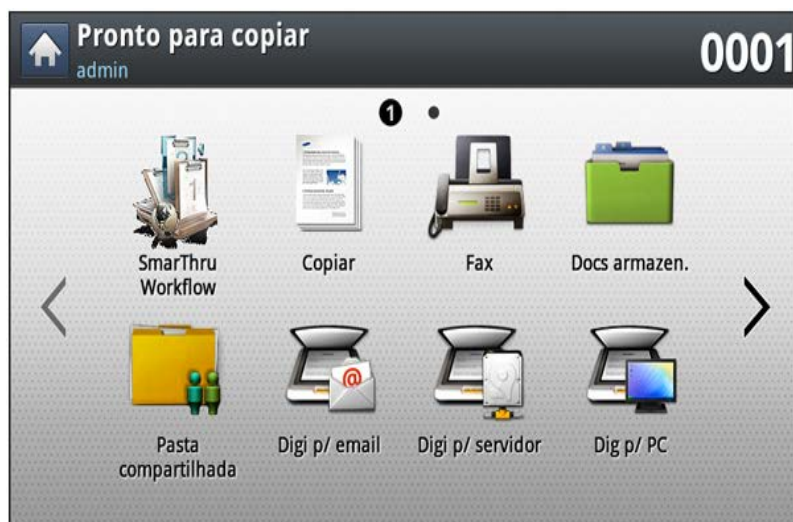 Pronto para copiar
admin
0001
1
SmarThru
Workflow
Copiar
Fax
Docs armazen.
Pasta
compartilhada
Digi p/ email
Digi p/ servidor
Dig p/ PC